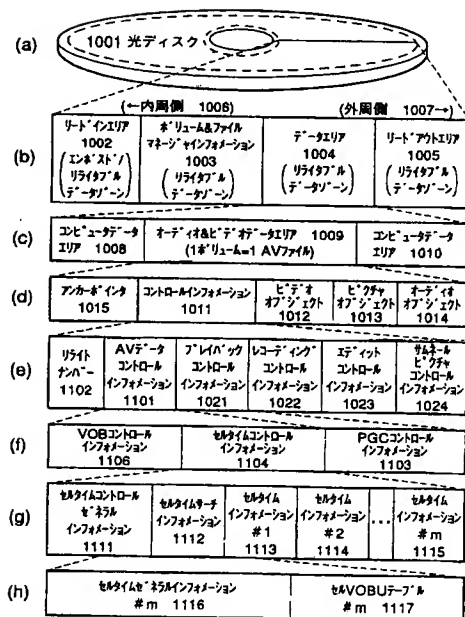 (a)
1001 光ディスク
(←内周側 1006)
(外周側 1007→)
(b)
リードインエリア
1002
(エンボスド/
リライタブル
データゾーン)
ボリューム&ファイル
マネージャインフォメーション
1003
(リライタブル
データゾーン)
データエリア
1004
(リライタブル
データゾーン)
リードアウトエリア
1005
(リライタブル
データゾーン)
(c)
コンピュータデータ
エリア 1008
オーディオ&ビデオデータエリア 1009
(1ボリューム=1 AVファイル)
コンピュータデータ
エリア 1010
(d)
アンカーポインタ
1015
コントロールインフォメーション
1011
ビデオ
オブジェクト
1012
ピクチャ
オブジェクト
1013
オーディオ
オブジェクト
1014
(e)
リライト
ナンバー
1102
AVデータ
コントロール
インフォメーション
1101
プレイバック
コントロール
インフォメーション
1021
レコーディング
コントロール
インフォメーション
1022
エディット
コントロール
インフォメーション
1023
サムネール
ピクチャ
コントロール
インフォメーション
1024
(f)
VOBコントロール
インフォメーション
1106
セルタイムコントロール
インフォメーション
1104
PGCコントロール
インフォメーション
1103
(g)
セルタイムコントロール
ゼネラル
インフォメーション
1111
セルタイムサーチ
インフォメーション
1112
セルタイム
インフォメーション
#1
1113
セルタイム
インフォメーション
#2
1114
...
セルタイム
インフォメーション
#m
1115
(h)
セルタイムゼネラルインフォメーション
#m 1116
セルVOBUテーブル
#m 1117